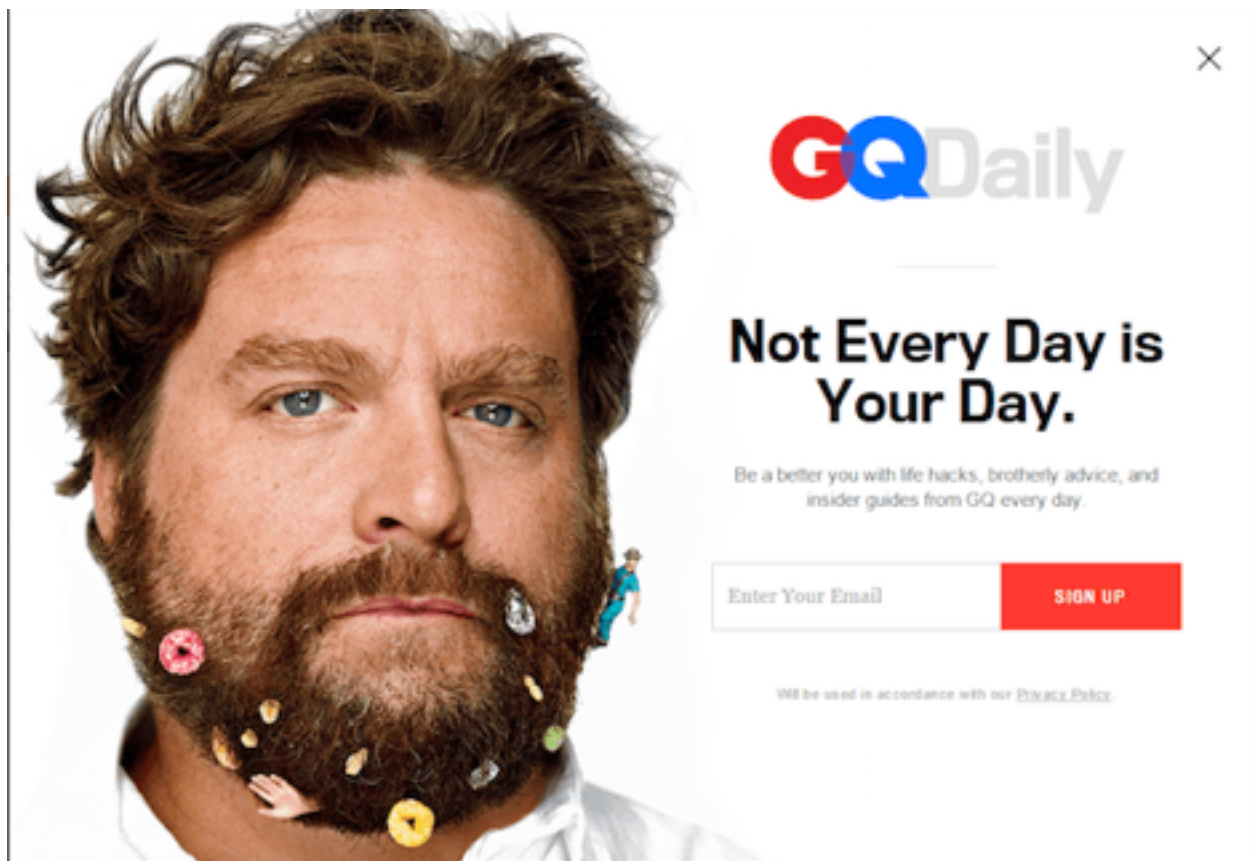 GQDaily
Not Every Day is
Your Day.
Be a better you with life hacks, brotherly advice, and
insider guides from GQ every day.
Enter Your Email
SIGN UP
Will be used in accordance with our Privacy Policy.